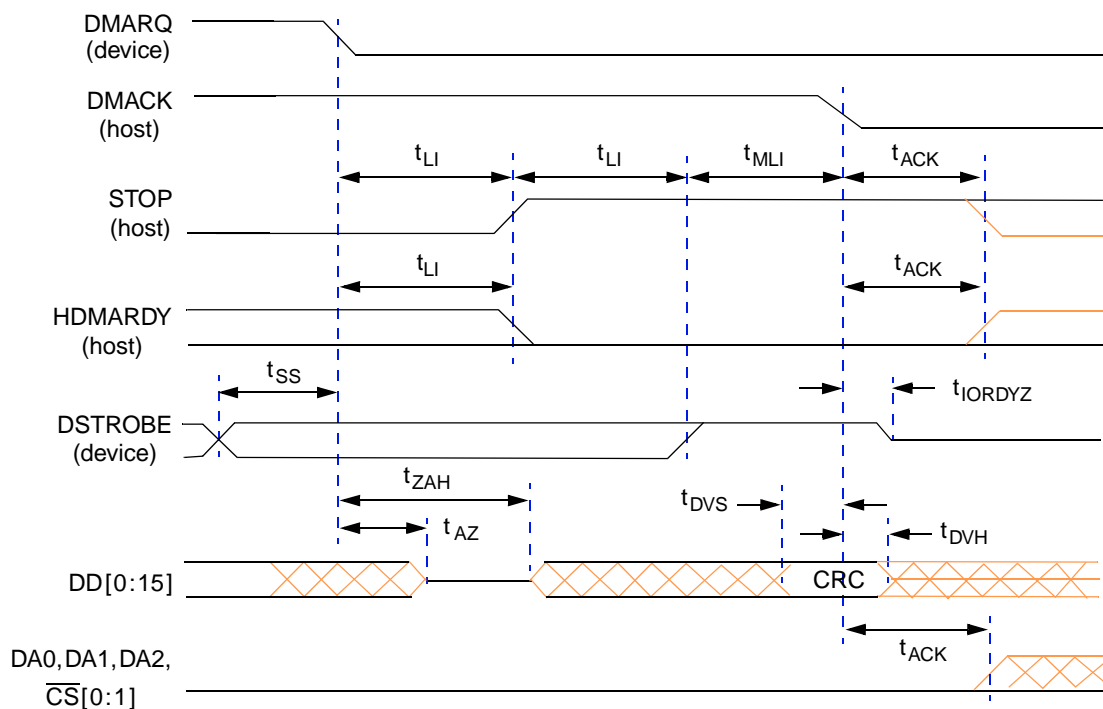 DMARQ
(device)
DMACK
(host)
tLI tLI tMLI tACK
STOP
(host)
tLI tACK
HDMARDY
(host)
tSS
tIORDYZ
DSTROBE
(device)
tZAH
tDVS
tAZ
tDVH
DD[0:15]
CRC
tACK
DA0,DA1,DA2,
C̅S̅[0:1]